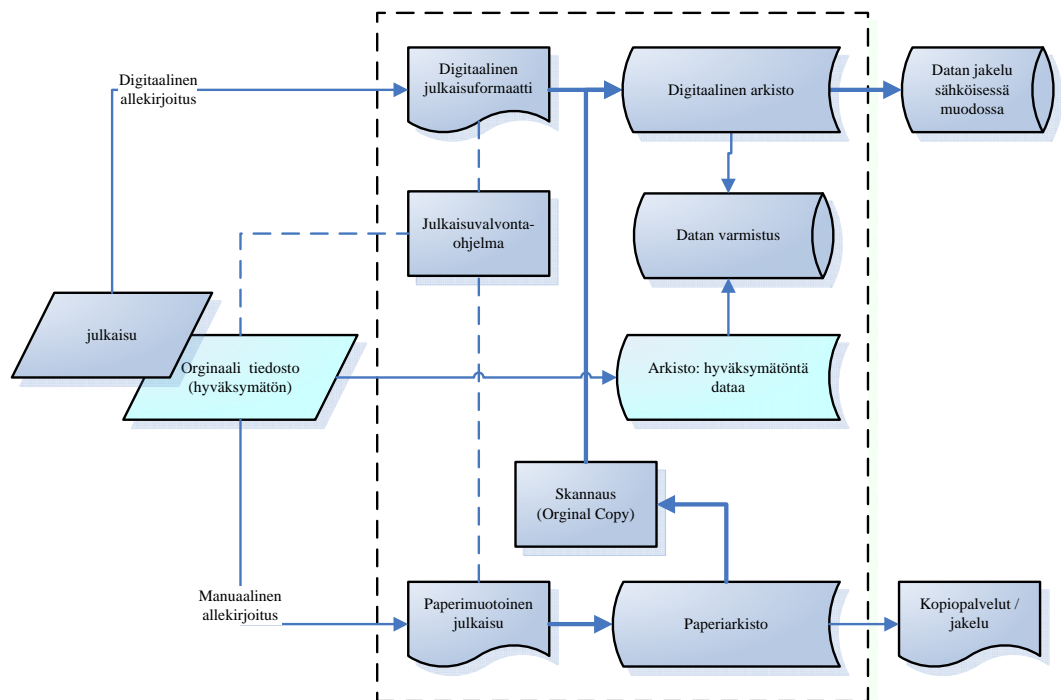 Digitaalinen
allekirjoitus
Digitaalinen
julkaisuformaatti
Digitaalinen arkisto
Datan jakelu
sähköisessä
muodossa
Julkaisuvalvonta-
ohjelma
Datan varmistus
julkaisu
Orginaali tiedosto
(hyväksymätön)
Arkisto: hyväksymätöntä
dataa
Skannaus
(Orginal Copy)
Manuaalinen
allekirjoitus
Paperimuotoinen
julkaisu
Paperiarkisto
Kopiopalvelut /
jakelu